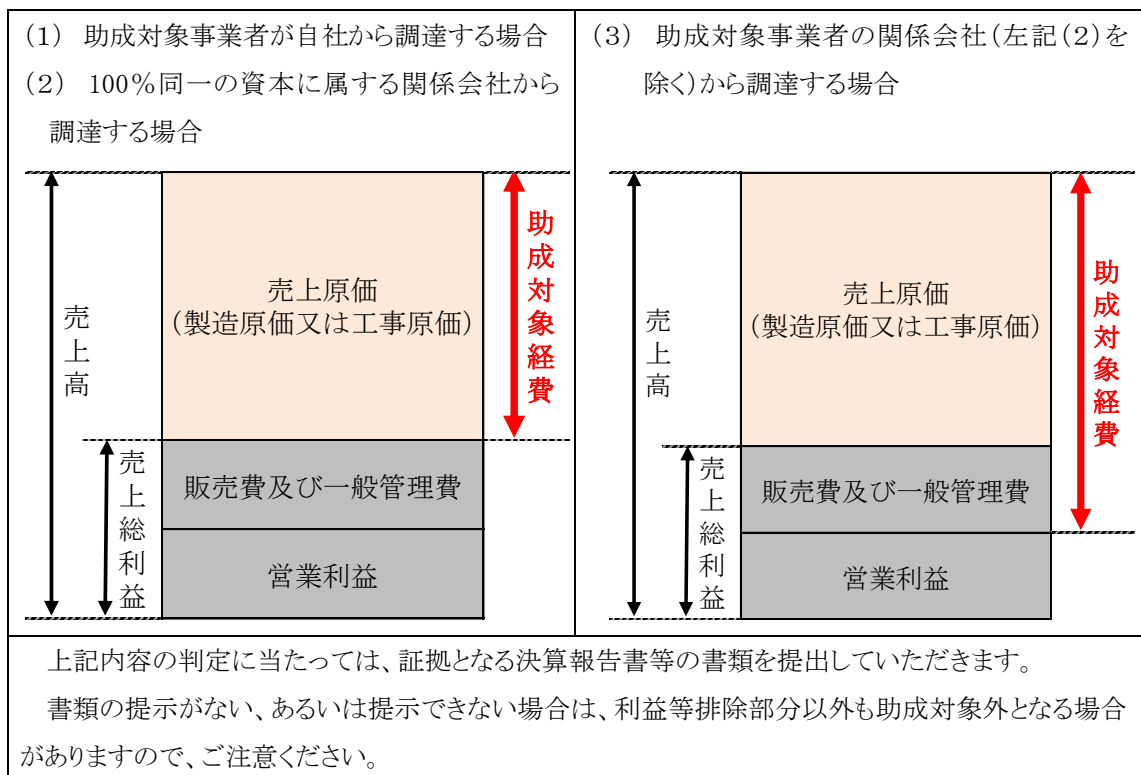 (1) 助成対象事業者が自社から調達する場合
(2) 100%同一の資本に属する関係会社から
調達する場合
売上高
売上原価
(製造原価又は工事原価)
助成対象経費
売上総利益
販売費及び一般管理費
営業利益
(3) 助成対象事業者の関係会社(左記(2)を
除く)から調達する場合
売上高
売上原価
(製造原価又は工事原価)
助成対象経費
売上総利益
販売費及び一般管理費
営業利益
上記内容の判定に当たっては、証拠となる決算報告書等の書類を提出していただきます。
書類の提示がない、あるいは提示できない場合は、利益等排除部分以外も助成対象外となる場合
がありますので、ご注意ください。